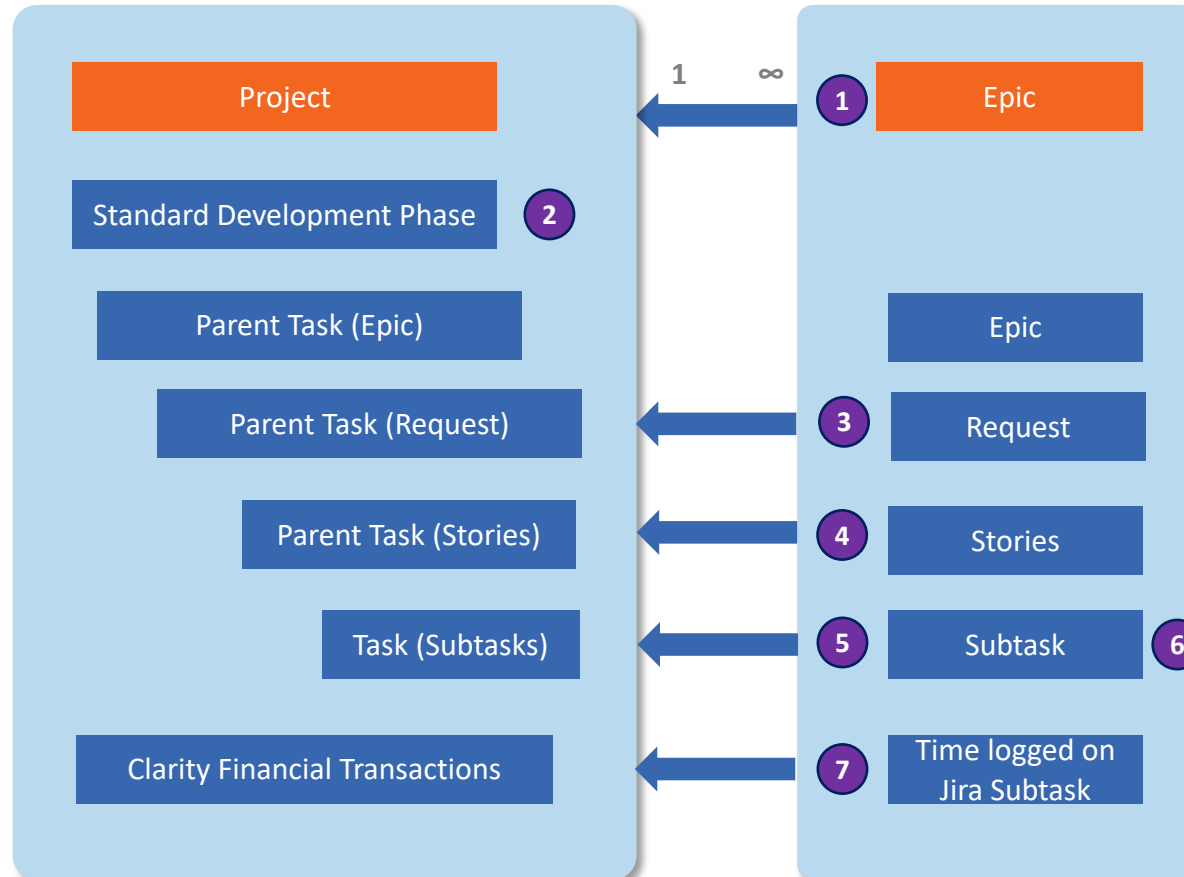 Project
1 ∞
1
Epic
Standard Development Phase
2
Parent Task (Epic)
Epic
Parent Task (Request)
3
Request
Parent Task (Stories)
4
Stories
Task (Subtasks)
5
Subtask
6
Clarity Financial Transactions
7
Time logged on
Jira Subtask